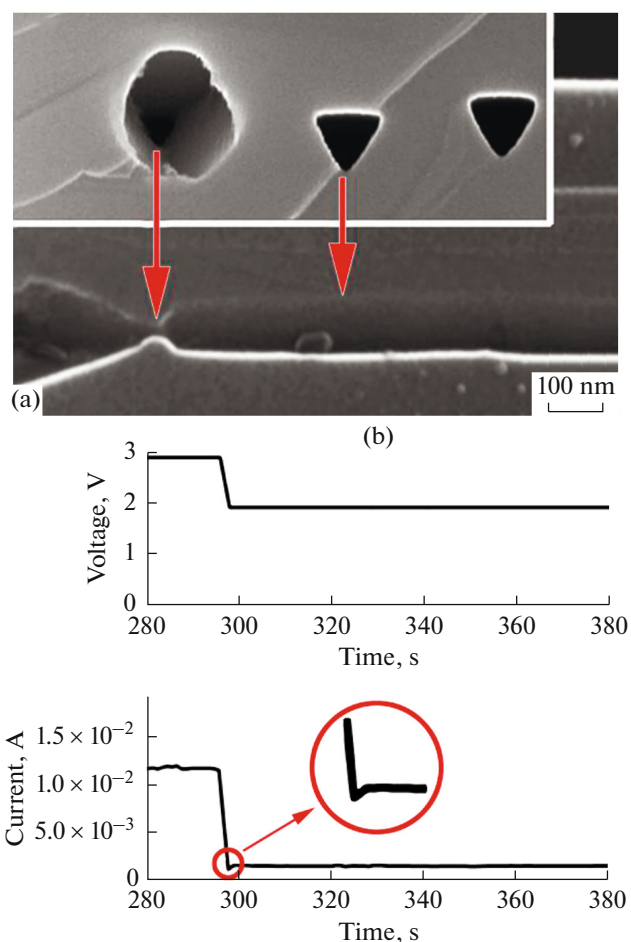 (a)
100 nm
(b)
Voltage, V
3
2
1
0
280 300 320 340 360 380
Time, s
Current, A
1.5 × 10⁻²
1.0 × 10⁻²
5.0 × 10⁻³
0
280 300 320 340 360 380
Time, s